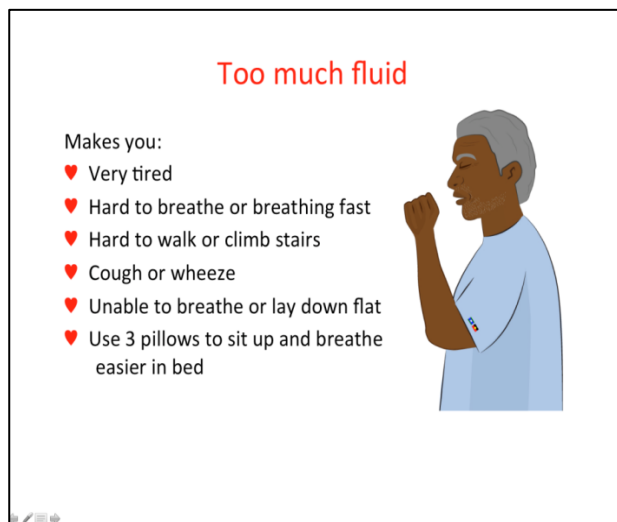 Too much fluid
Makes you:
Very tired
Hard to breathe or breathing fast
Hard to walk or climb stairs
Cough or wheeze
Unable to breathe or lay down flat
Use 3 pillows to sit up and breathe
easier in bed